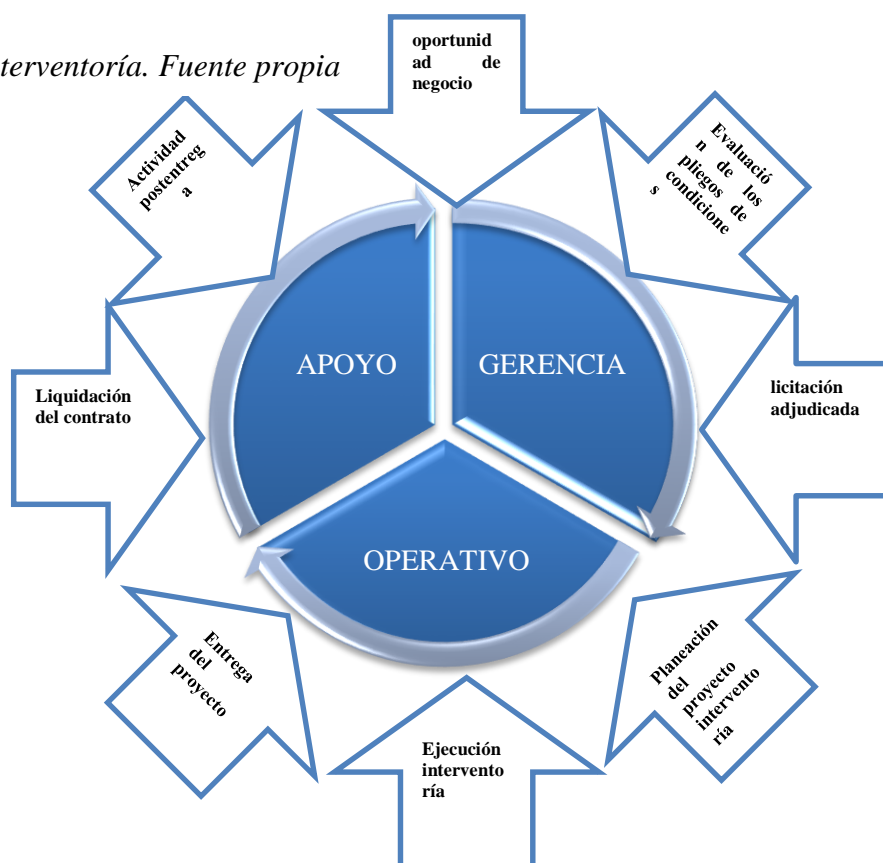 terventoría. Fuente propia
oportunid
ad de
negocio
Evaluació
n de los
pliegos de
condicione
s
licitación
adjudicada
Planeación
del
proyecto
intervento
ría
Ejecución
intervento
ría
Entrega
del
proyecto
Liquidación
del contrato
Actividad
postentreg
a
APOYO
GERENCIA
OPERATIVO